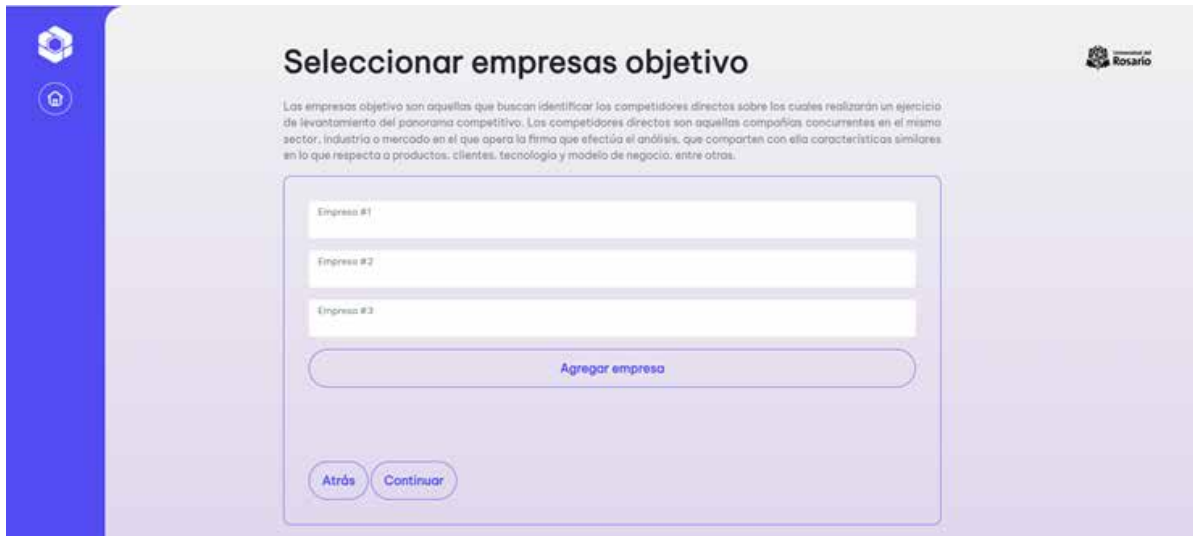 Seleccionar empresas objetivo
Universidad del
Rosario
Las empresas objetivo son aquellas que buscan identificar los competidores directos sobre los cuales realizarán un ejercicio
de levantamiento del panorama competitivo. Los competidores directos son aquellas compañías concurrentes en el mismo
sector, industria o mercado en el que opera la firma que efectúa el análisis, que comparten con ella características similares
en lo que respecta a productos, clientes, tecnología y modelo de negocio, entre otras.
Empresa #1
Empresa #2
Empresa #3
Agregar empresa
Atrás
Continuar